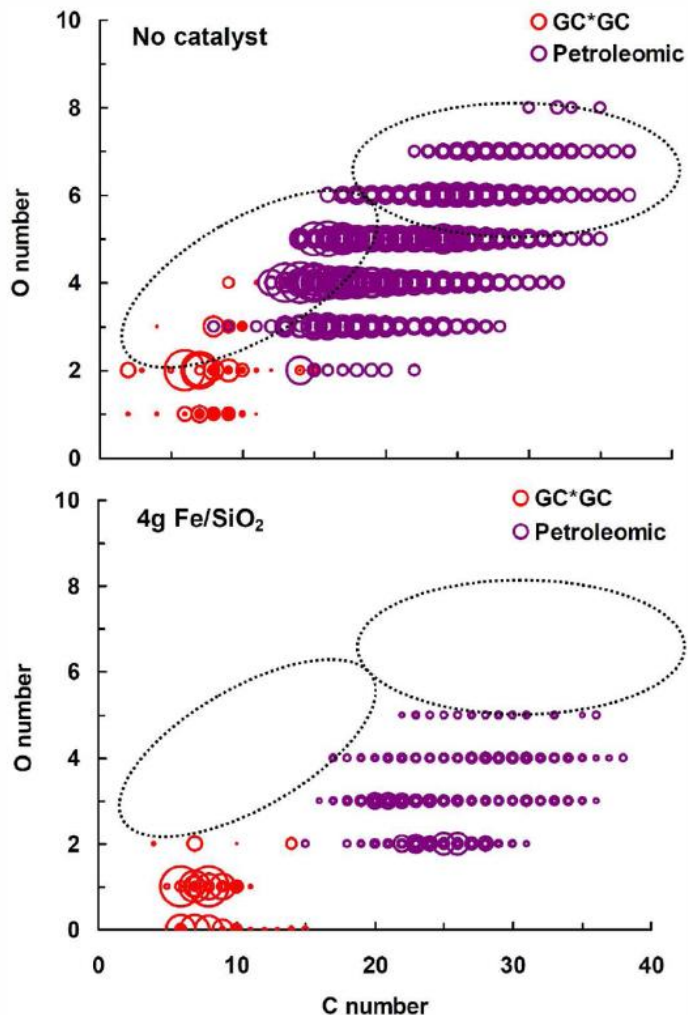 10
No catalyst
GC*GC
Petroleomic
8
6
4
2
0
O number
10
4g Fe/SiO₂
GC*GC
Petroleomic
8
6
4
2
0
O number
0 10 20 30 40
C number